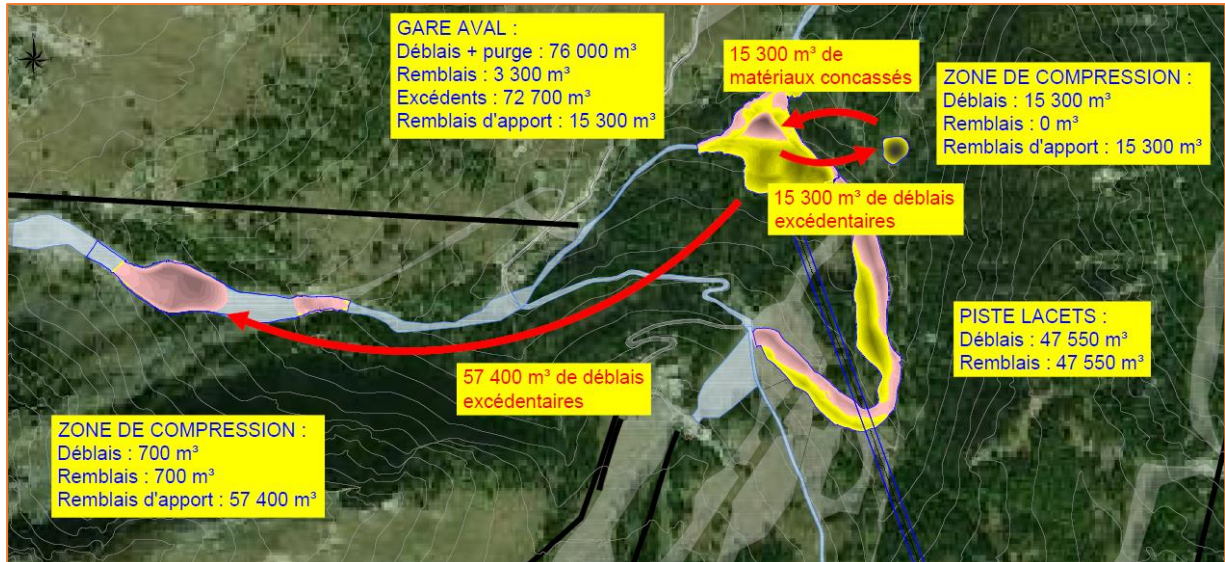 N
GARE AVAL :
Déblais + purge : 76 000 m³
Remblais : 3 300 m³
Excédents : 72 700 m³
Remblais d'apport : 15 300 m³
15 300 m³ de
matériaux concassés
ZONE DE COMPRESSION :
Déblais : 15 300 m³
Remblais : 0 m³
Remblais d'apport : 15 300 m³
15 300 m³ de déblais
excédentaires
PISTE LACETS :
Déblais : 47 550 m³
Remblais : 47 550 m³
57 400 m³ de déblais
excédentaires
ZONE DE COMPRESSION :
Déblais : 700 m³
Remblais : 700 m³
Remblais d'apport : 57 400 m³